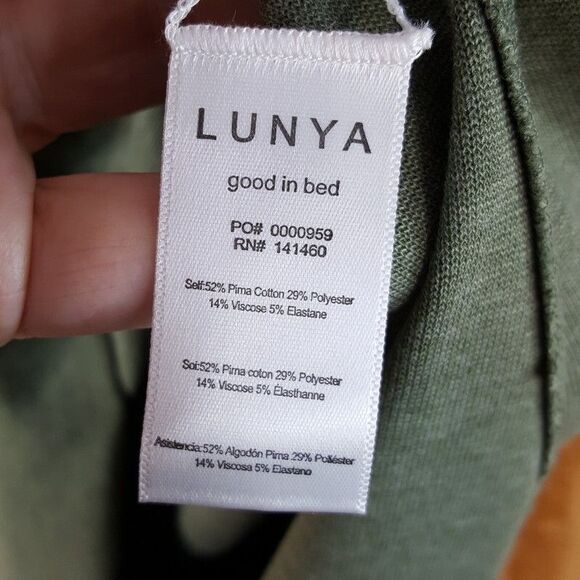 LUNYA
good in bed
PO# 0000959
RN# 141460
Self:52% Pima Cotton 29% Polyester
14% Viscose 5% Elastane
Soi:52% Pima coton 29% Polyester
14% Viscose 5% Élasthanne
Asistencia:52% Algodón Pima 29% Poliéster
14% Viscosa 5% Elastano